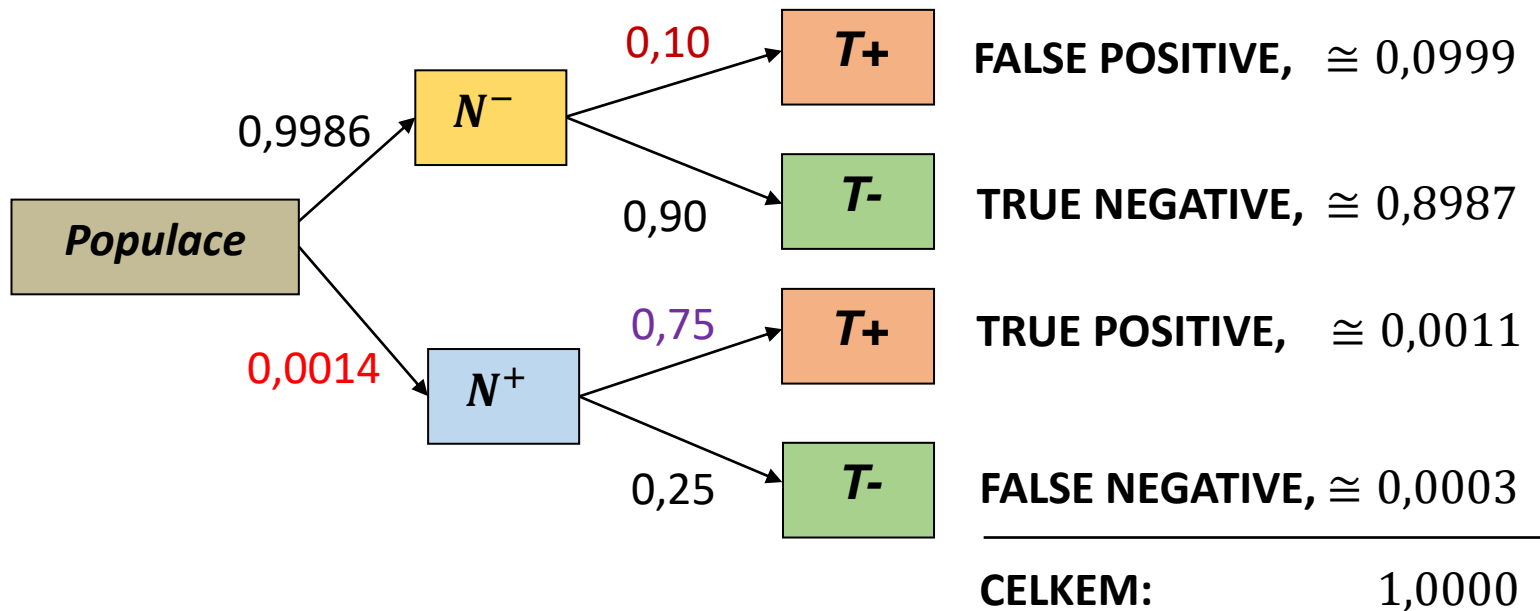 0,10
T+
FALSE POSITIVE, ≅ 0,0999
N⁻
0,9986
0,90
T-
TRUE NEGATIVE, ≅ 0,8987
Populace
0,75
T+
TRUE POSITIVE, ≅ 0,0011
0,0014
N⁺
0,25
T-
FALSE NEGATIVE, ≅ 0,0003
CELKEM: 1,0000